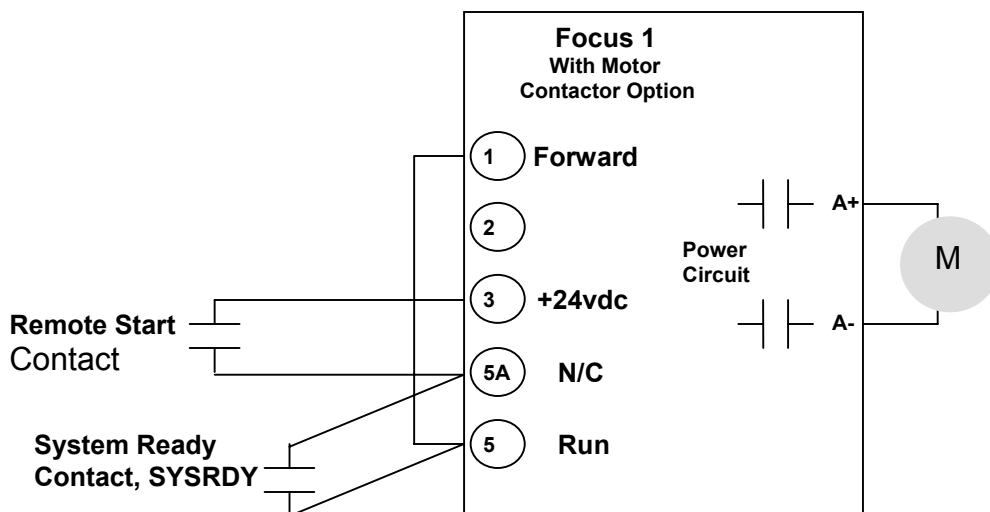 Focus 1
With Motor
Contactor Option
1 Forward
2
3 +24vdc
5A N/C
5 Run
Remote Start
Contact
System Ready
Contact, SYSRDY
Power
Circuit
A+
A-
M